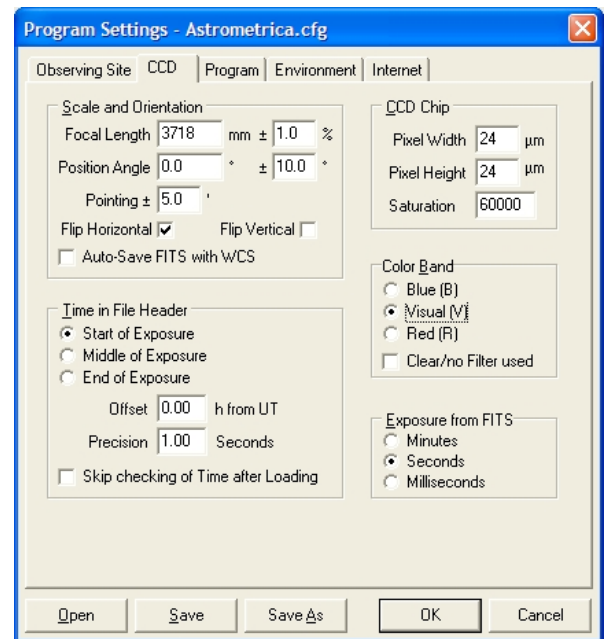 Program Settings - Astrometrica.cfg
Observing Site CCD Program Environment Internet
Scale and Orientation
Focal Length 3718 mm ± 1.0 %
Position Angle 0.0 ° ± 10.0 °
Pointing ± 5.0 '
Flip Horizontal Flip Vertical
Auto-Save FITS with WCS
Time in File Header
Start of Exposure
Middle of Exposure
End of Exposure
Offset 0.00 h from UT
Precision 1.00 Seconds
Skip checking of Time after Loading
CCD Chip
Pixel Width 24 µm
Pixel Height 24 µm
Saturation 60000
Color Band
Blue (B)
Visual (V)
Red (R)
Clear/no Filter used
Exposure from FITS
Minutes
Seconds
Milliseconds
Open Save Save As OK Cancel